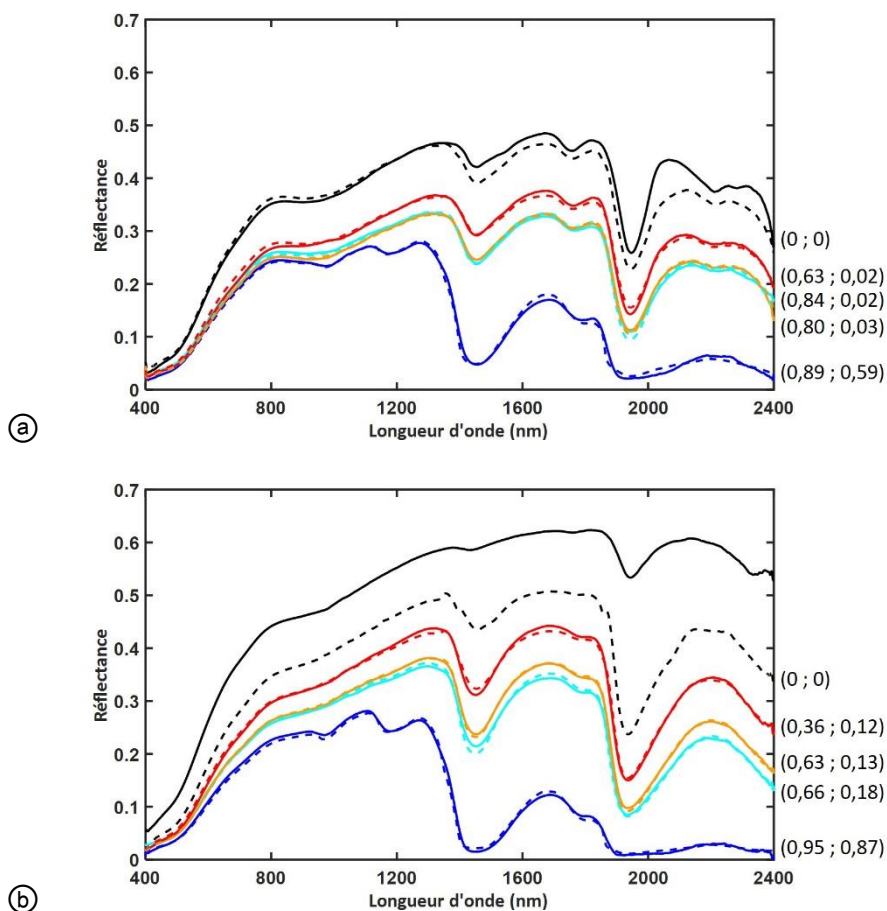 0.7
0.6
0.5
0.4
0.3
0.2
0.1
0
Réflectance
400 800 1200 1600 2000 2400
Longueur d'onde (nm)
(0 ; 0)
(0,63 ; 0,02)
(0,84 ; 0,02)
(0,80 ; 0,03)
(0,89 ; 0,59)
a
0.7
0.6
0.5
0.4
0.3
0.2
0.1
0
Réflectance
400 800 1200 1600 2000 2400
Longueur d'onde (nm)
(0 ; 0)
(0,36 ; 0,12)
(0,63 ; 0,13)
(0,66 ; 0,18)
(0,95 ; 0,87)
b